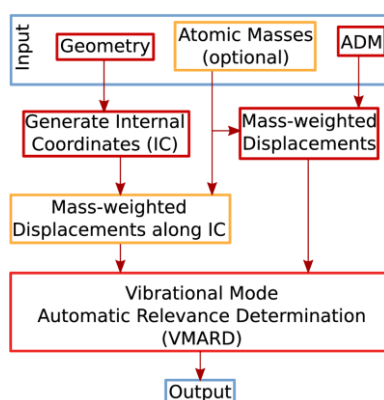 Input
Geometry
Atomic Masses
(optional)
ADM
Generate Internal
Coordinates (IC)
Mass-weighted
Displacements
Mass-weighted
Displacements along IC
Vibrational Mode
Automatic Relevance Determination
(VMARD)
Output